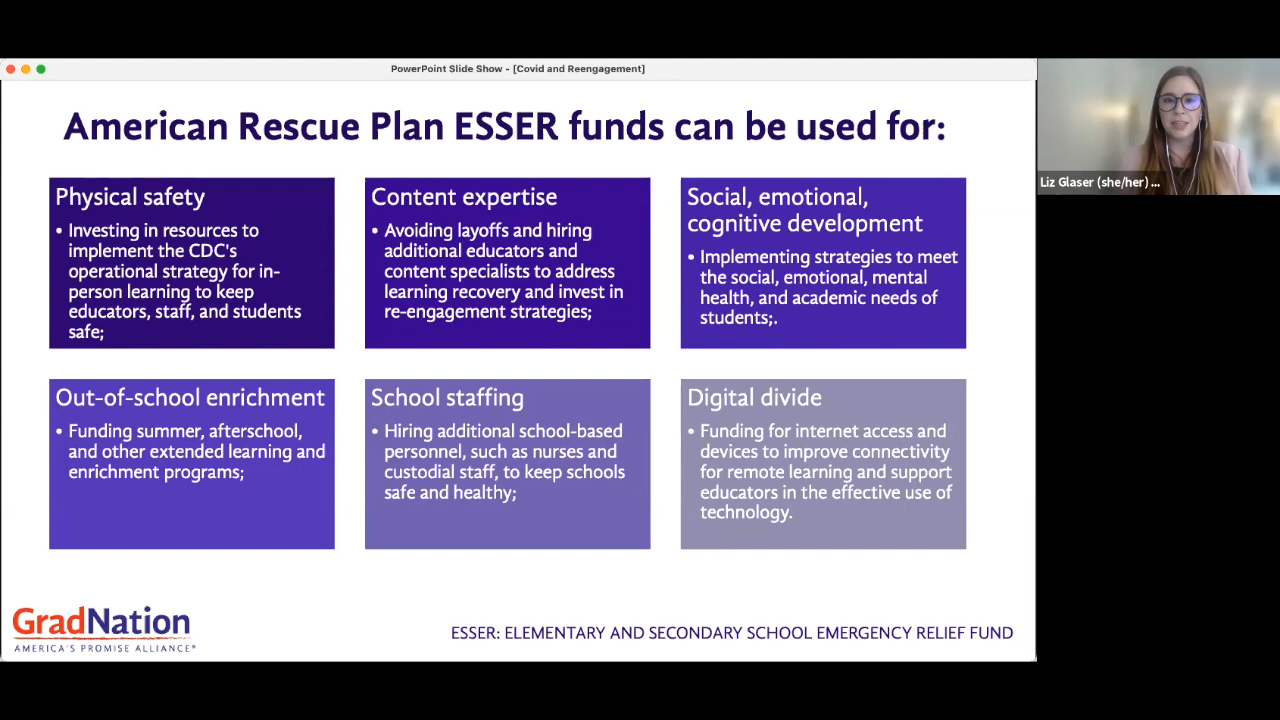 PowerPoint Slide Show - [Covid and Reengagement]
American Rescue Plan ESSER funds can be used for:
Physical safety
• Investing in resources to
implement the CDC's
operational strategy for in-
person learning to keep
educators, staff, and students
safe;
Content expertise
• Avoiding layoffs and hiring
additional educators and
content specialists to address
learning recovery and invest in
re-engagement strategies;
Social, emotional,
cognitive development
• Implementing strategies to meet
the social, emotional, mental
health, and academic needs of
students;.
Out-of-school enrichment
• Funding summer, afterschool,
and other extended learning and
enrichment programs;
School staffing
• Hiring additional school-based
personnel, such as nurses and
custodial staff, to keep schools
safe and healthy;
Digital divide
• Funding for internet access and
devices to improve connectivity
for remote learning and support
educators in the effective use of
technology.
GradNation
AMERICA'S PROMISE ALLIANCE®
ESSER: ELEMENTARY AND SECONDARY SCHOOL EMERGENCY RELIEF FUND
Liz Glaser (she/her) ...